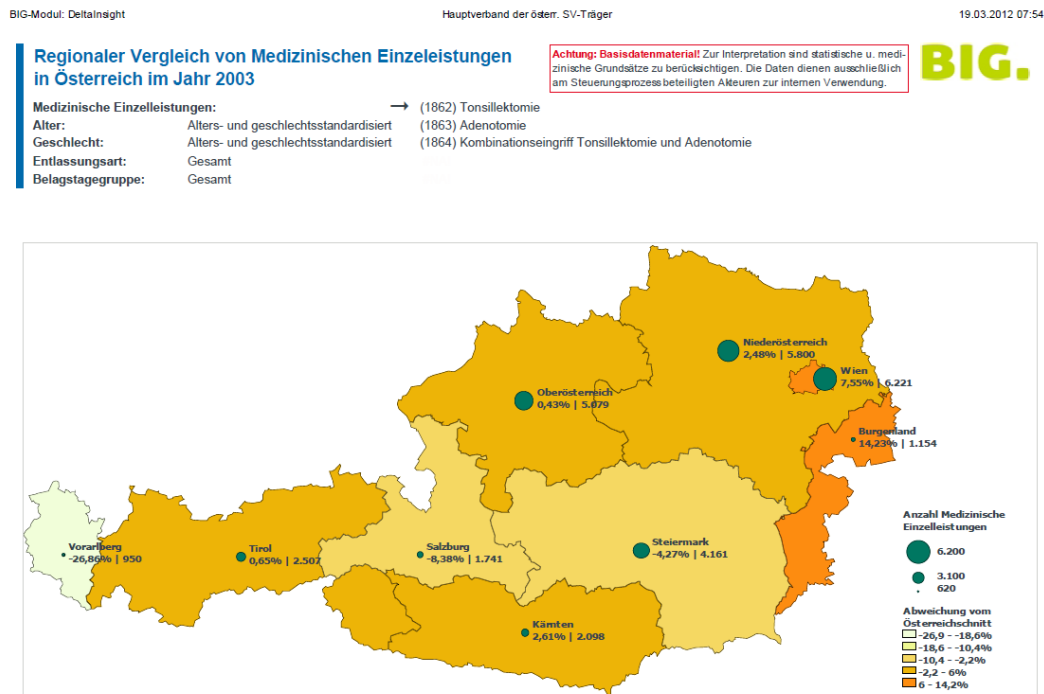 BIG-Modul: DeltaInsight
Hauptverband der österr. SV-Träger
19.03.2012 07:54
Regionaler Vergleich von Medizinischen Einzeleistungen
in Österreich im Jahr 2003
Achtung: Basisdatenmaterial! Zur Interpretation sind statistische u. medi-
zinische Grundsätze zu berücksichtigen. Die Daten dienen ausschließlich
am Steuerungsprozess beteiligten Akteuren zur internen Verwendung.
BIG.
Medizinische Einzelleistungen: → (1862) Tonsillektomie
Alter: Alters- und geschlechtsstandardisiert (1863) Adenotomie
Geschlecht: Alters- und geschlechtsstandardisiert (1864) Kombinationseingriff Tonsillektomie und Adenotomie
Entlassungsart: Gesamt
Belagstagegruppe: Gesamt
Niederösterreich
2,48% | 5.800
Wien
7,55% | 6.221
Oberösterreich
0,43% | 5.079
Burgenland
14,23% | 1.154
Vorarlberg
-26,86% | 950
Tirol
0,65% | 2.507
Salzburg
-8,38% | 1.741
Steiermark
-4,27% | 4.161
Kärnten
2,61% | 2.098
Anzahl Medizinische
Einzelleistungen
6.200
3.100
620
Abweichung vom
Österreichschnitt
-26,9 - -18,6%
-18,6 - -10,4%
-10,4 - -2,2%
-2,2 - 6%
6 - 14,2%